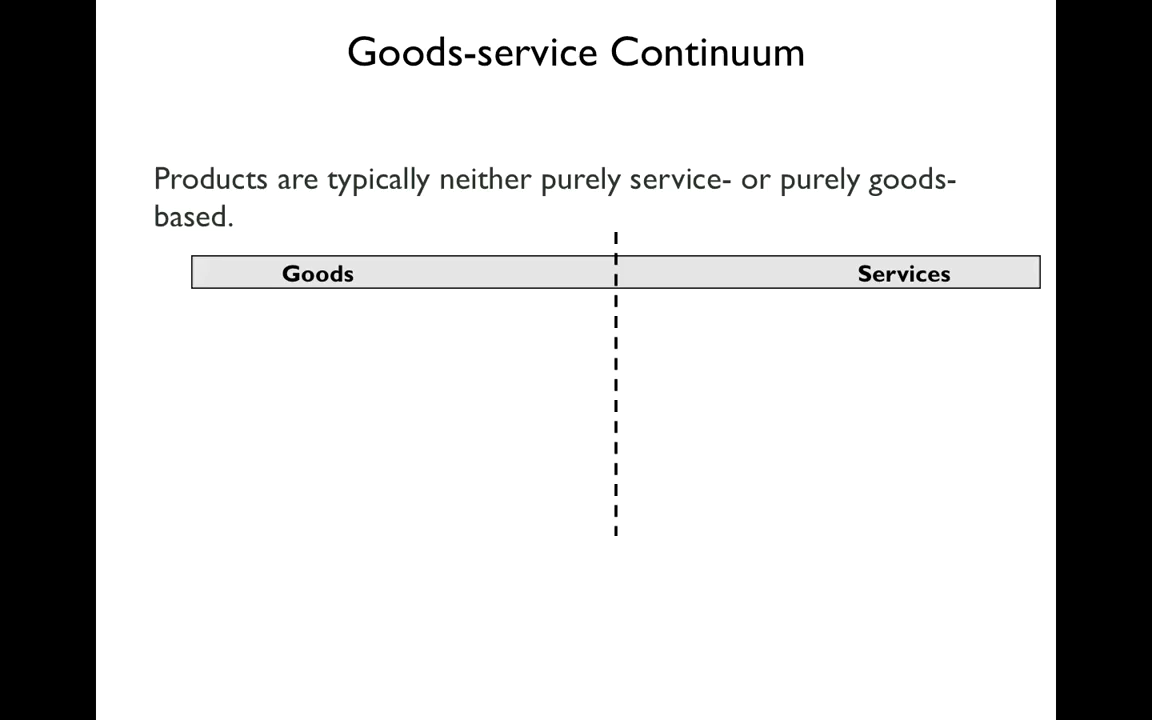 Goods-service Continuum
Products are typically neither purely service- or purely goods-
based.
Goods Services